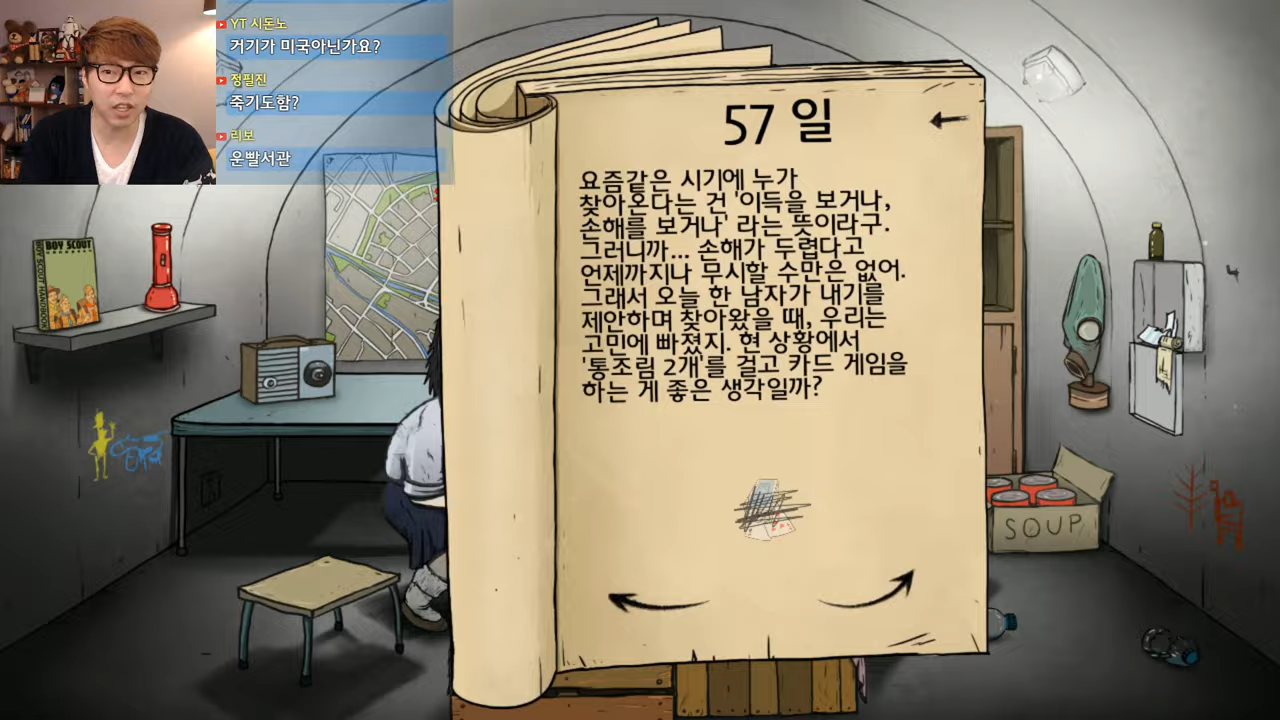 YT 시돈노
거기가 미국아닌가요?
정필진
죽기도함?
리보
운빨서관
57 일
요즘같은 시기에 누가
찾아온다는 건 '이득을 보거나,
손해를 보거나' 라는 뜻이라구.
그러니까... 손해가 두렵다고
언제까지나 무시할 수만은 없어.
그래서 오늘 한 남자가 내기를
제안하며 찾아왔을 때, 우리는
고민에 빠졌지. 현 상황에서
'통조림 2개'를 걸고 카드 게임을
하는 게 좋은 생각일까?
BOY SCOUT
BOY SCOUT HANDBOOK
SOUP